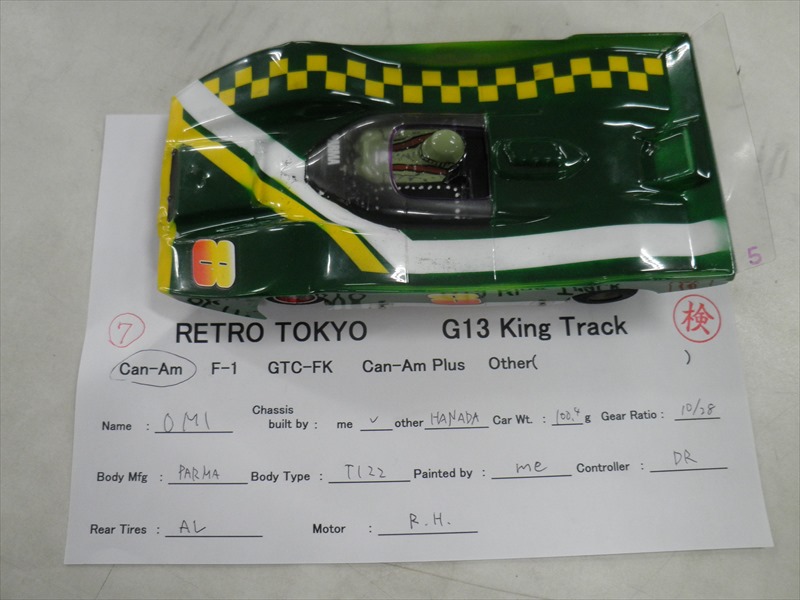 8
5
⑦ RETRO TOKYO G13 King Track 検
Can-Am F-1 GTC-FK Can-Am Plus Other( )
Name : OMI Chassis built by : me ✓ other HANADA Car Wt. : 100.4 g Gear Ratio : 10/28
Body Mfg : PARMA Body Type : T122 Painted by : me Controller : DR
Rear Tires : AL Motor : R.H.